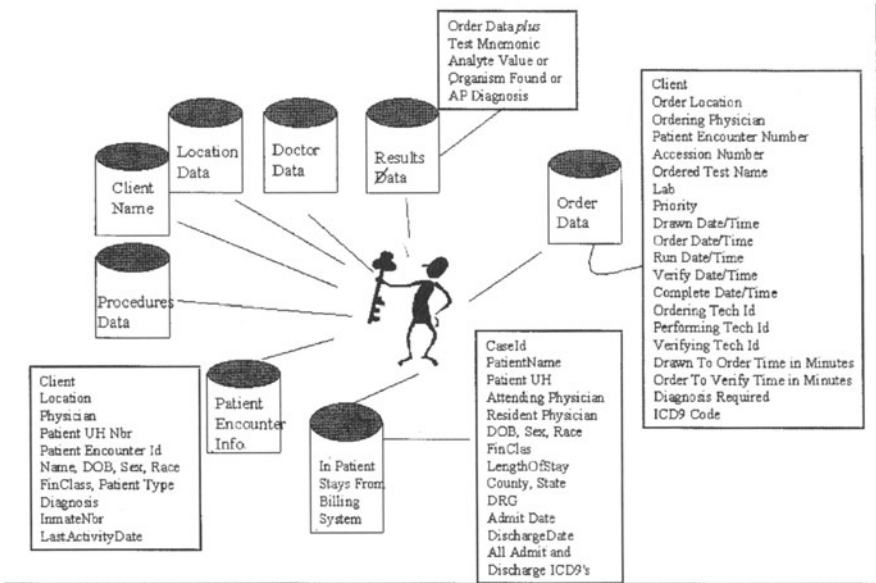 Order Data plus
Test Mnemonic
Analyte Value or
Organism Found or
AP Diagnosis
Client
Order Location
Ordering Physician
Patient Encounter Number
Accession Number
Ordered Test Name
Lab
Priority
Drawn Date/Time
Order Date/Time
Run Date/Time
Verify Date/Time
Complete Date/Time
Ordering Tech Id
Performing Tech Id
Verifying Tech Id
Drawn To Order Time in Minutes
Order To Verify Time in Minutes
Diagnosis Required
ICD9 Code
Location
Data
Doctor
Data
Results
Data
Client
Name
Order
Data
Procedures
Data
Patient
Encounter
Info.
In Patient
Stays From
Billing
System
Client
Location
Physician
Patient UH Nbr
Patient Encounter Id
Name, DOB, Sex, Race
FinClass, Patient Type
Diagnosis
InmateNbr
LastActivityDate
CaseId
PatientName
Patient UH
Attending Physician
Resident Physician
DOB, Sex, Race
FinClas
LengthOfStay
County, State
DRG
Admit Date
DischargeDate
All Admit and
Discharge ICD9's